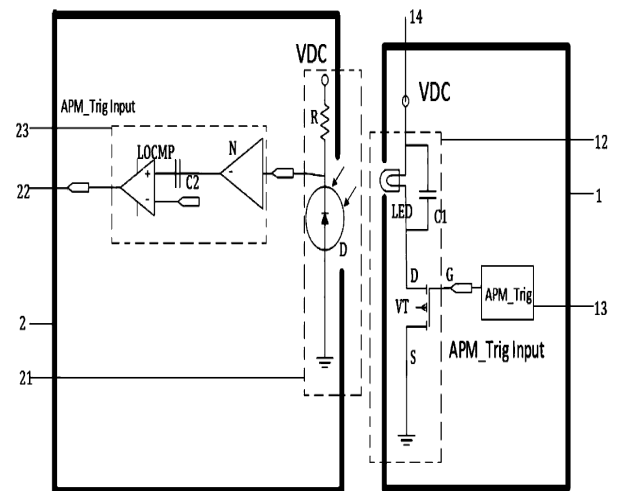 14
VDC
VDC
APM_Trig Input
R
23
12
LOCMP
N
+
-
-
C2
22
1
LED
C1
D
D
G
APM_Trig
VT
13
2
APM_Trig Input
S
21